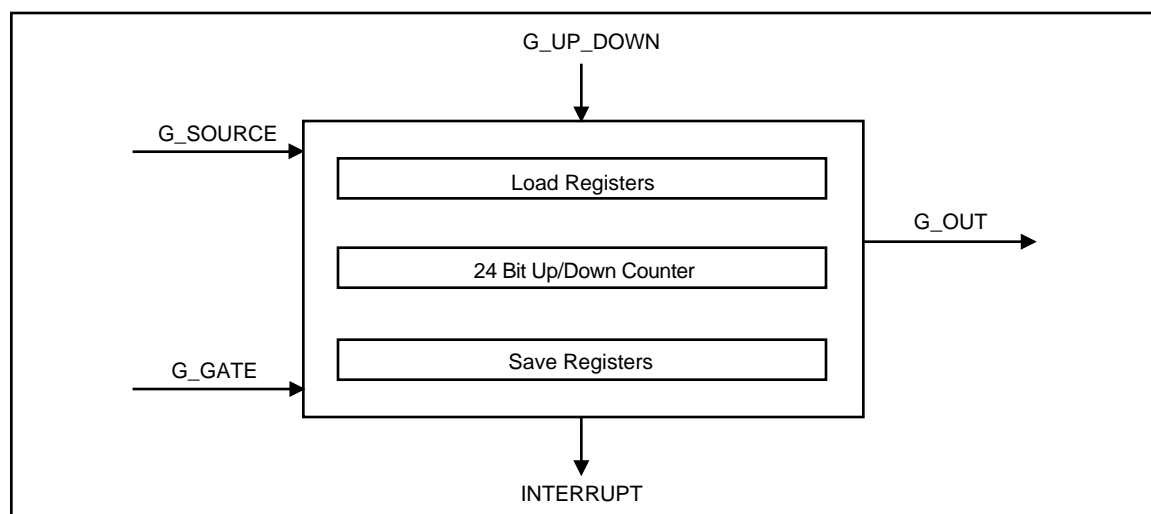 G_UP_DOWN
G_SOURCE
Load Registers
G_OUT
24 Bit Up/Down Counter
Save Registers
G_GATE
INTERRUPT